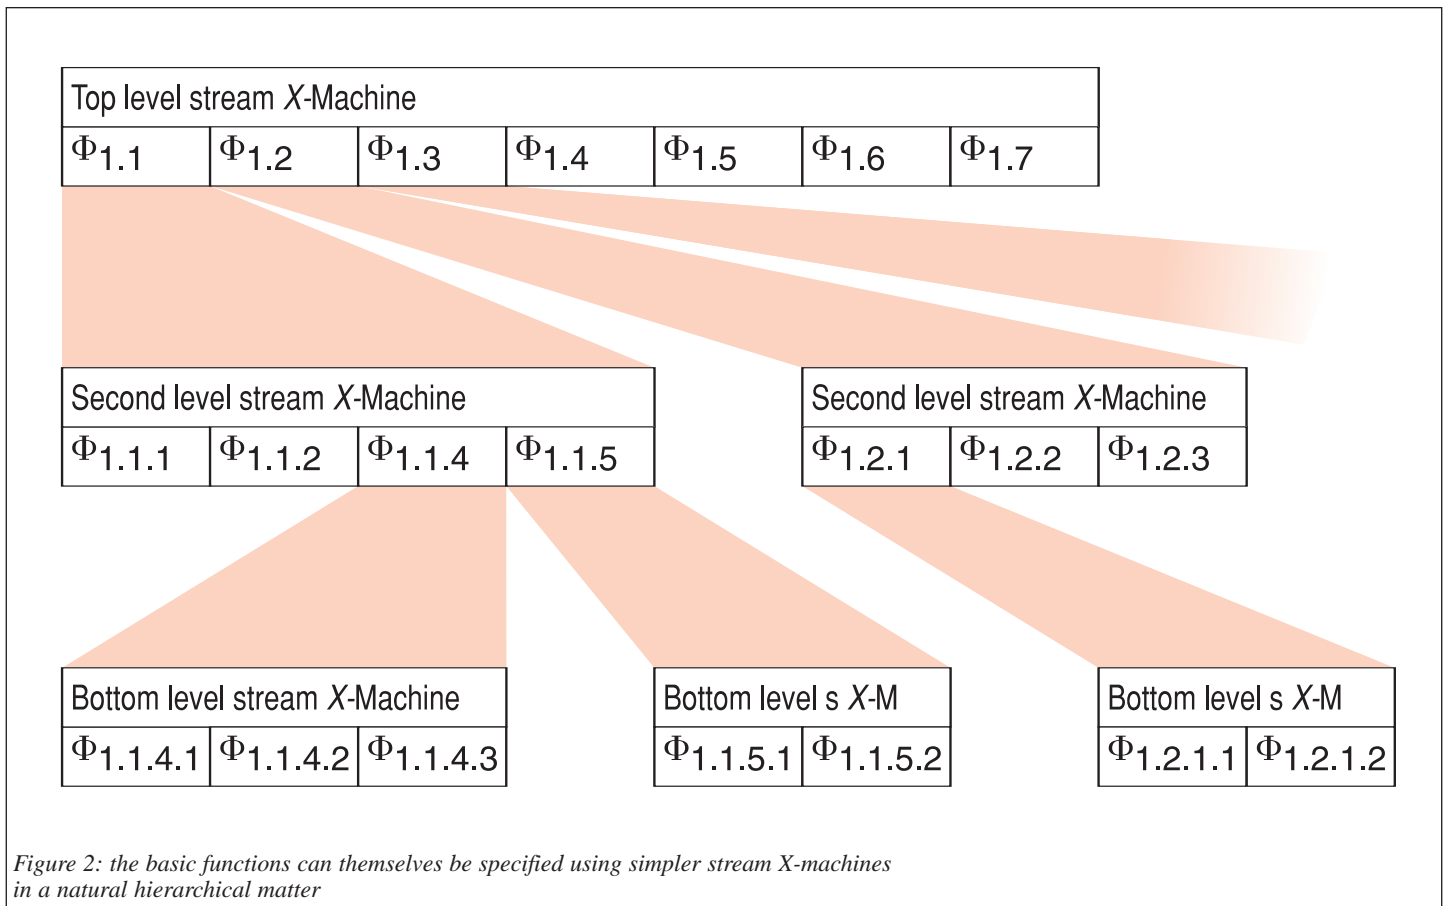 Top level stream X-Machine
Φ1.1 Φ1.2 Φ1.3 Φ1.4 Φ1.5 Φ1.6 Φ1.7
Second level stream X-Machine
Φ1.1.1 Φ1.1.2 Φ1.1.4 Φ1.1.5
Second level stream X-Machine
Φ1.2.1 Φ1.2.2 Φ1.2.3
Bottom level stream X-Machine
Φ1.1.4.1 Φ1.1.4.2 Φ1.1.4.3
Bottom level s X-M
Φ1.1.5.1 Φ1.1.5.2
Bottom level s X-M
Φ1.2.1.1 Φ1.2.1.2
Figure 2: the basic functions can themselves be specified using simpler stream X-machines
in a natural hierarchical matter